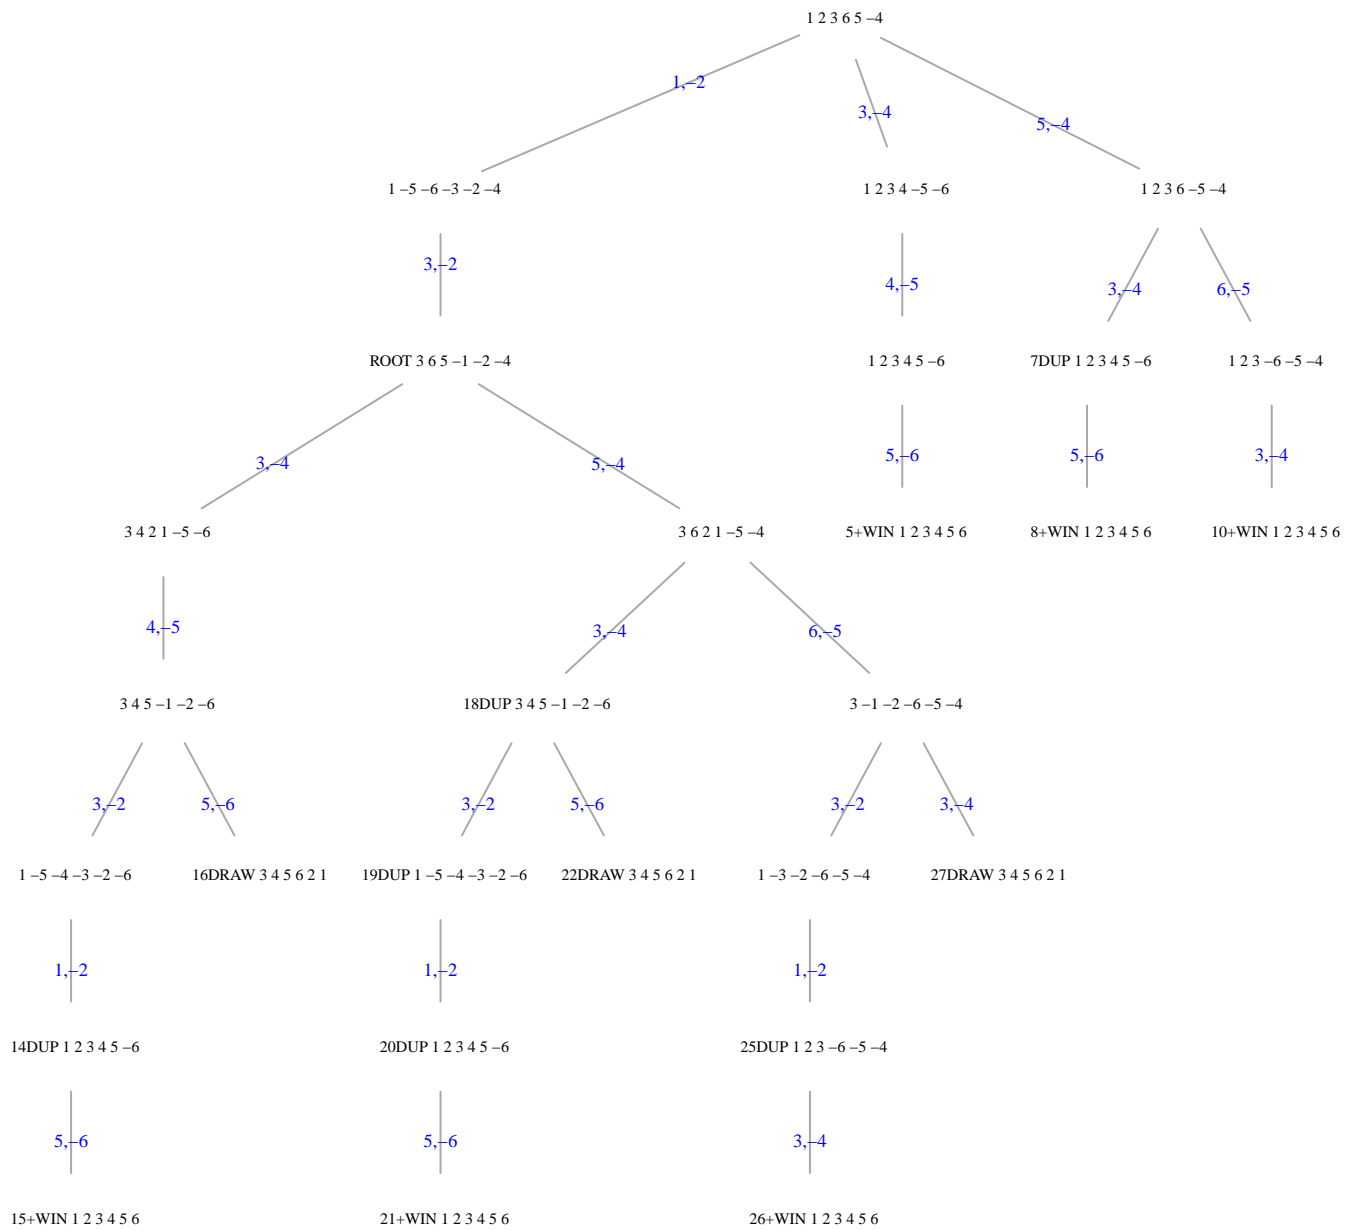 1 2 3 6 5 –4
1,–2
3,–4
5,–4
1 –5 –6 –3 –2 –4
1 2 3 4 –5 –6
1 2 3 6 –5 –4
3,–2
4,–5
3,–4
6,–5
ROOT 3 6 5 –1 –2 –4
1 2 3 4 5 –6
7DUP 1 2 3 4 5 –6
1 2 3 –6 –5 –4
3,–4
5,–4
5,–6
5,–6
3,–4
3 4 2 1 –5 –6
3 6 2 1 –5 –4
5+WIN 1 2 3 4 5 6
8+WIN 1 2 3 4 5 6
10+WIN 1 2 3 4 5 6
4,–5
3,–4
6,–5
3 4 5 –1 –2 –6
18DUP 3 4 5 –1 –2 –6
3 –1 –2 –6 –5 –4
3,–2
5,–6
3,–2
5,–6
3,–2
3,–4
1 –5 –4 –3 –2 –6
16DRAW 3 4 5 6 2 1
19DUP 1 –5 –4 –3 –2 –6
22DRAW 3 4 5 6 2 1
1 –3 –2 –6 –5 –4
27DRAW 3 4 5 6 2 1
1,–2
1,–2
1,–2
14DUP 1 2 3 4 5 –6
20DUP 1 2 3 4 5 –6
25DUP 1 2 3 –6 –5 –4
5,–6
5,–6
3,–4
15+WIN 1 2 3 4 5 6
21+WIN 1 2 3 4 5 6
26+WIN 1 2 3 4 5 6